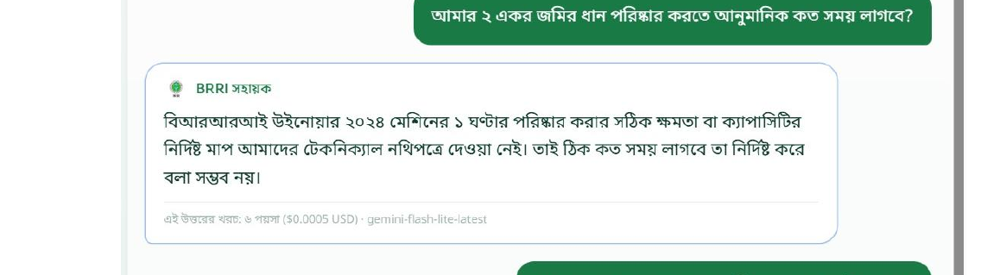 আমার ২ একর জমির ধান পরিষ্কার করতে আনুমানিক কত সময় লাগবে?
BRRI সহায়ক
বিআরআরআই উইনোয়ার ২০২৪ মেশিনের ১ ঘণ্টার পরিষ্কার করার সঠিক ক্ষমতা বা ক্যাপাসিটির
নির্দিষ্ট মাপ আমাদের টেকনিক্যাল নথিপত্রে দেওয়া নেই। তাই ঠিক কত সময় লাগবে তা নির্দিষ্ট করে
বলা সম্ভব নয়।
এই উত্তরের খরচ: ৬ পয়সা ($0.0005 USD) · gemini-flash-lite-latest